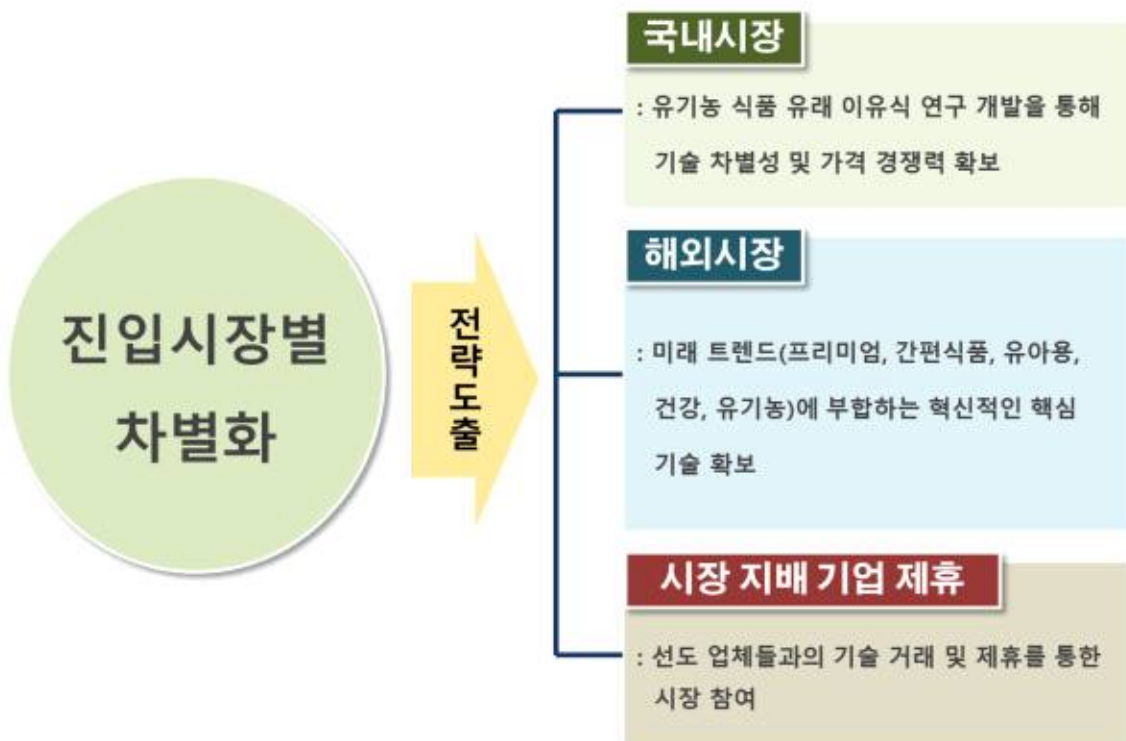 진입시장별
차별화
전략도출
국내시장
: 유기농 식품 유래 이유식 연구 개발을 통해
기술 차별성 및 가격 경쟁력 확보
해외시장
: 미래 트렌드(프리미엄, 간편식품, 유아용,
건강, 유기농)에 부합하는 혁신적인 핵심
기술 확보
시장 지배 기업 제휴
: 선도 업체들과의 기술 거래 및 제휴를 통한
시장 참여